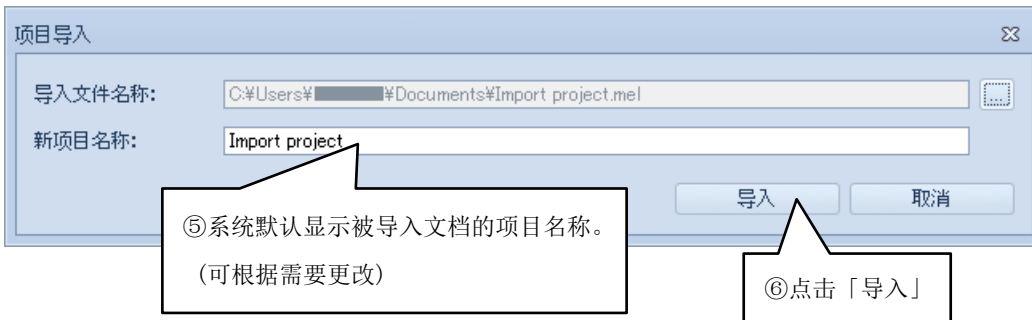 项目导入
导入文件名称: C:¥Users¥ ¥Documents¥Import project.mel ...
新项目名称: Import project
导入 取消
⑤系统默认显示被导入文档的项目名称。
(可根据需要更改)
⑥点击「导入」